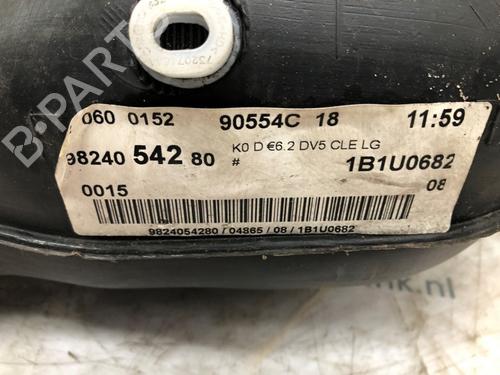 B-PARTS
060 0152 90554C 18 11:59
98240 542 80 K0 D €6.2 DV5 CLE LG
# 1B1U0682
0015 08
9824054280 / 04865 / 08 / 1B1U0682
nk.nl